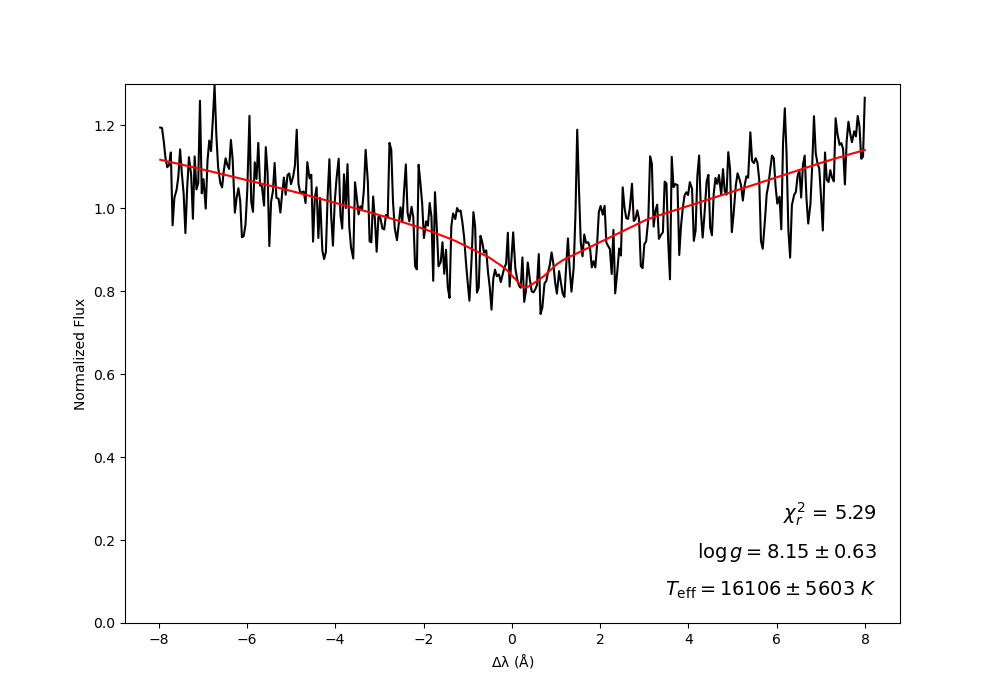 1.2
1.0
0.8
0.6
0.4
0.2
0.0
Normalized Flux
χ²ᵣ = 5.29
log g = 8.15 ± 0.63
T_eff = 16106 ± 5603 K
−8 −6 −4 −2 0 2 4 6 8
Δλ (Å)